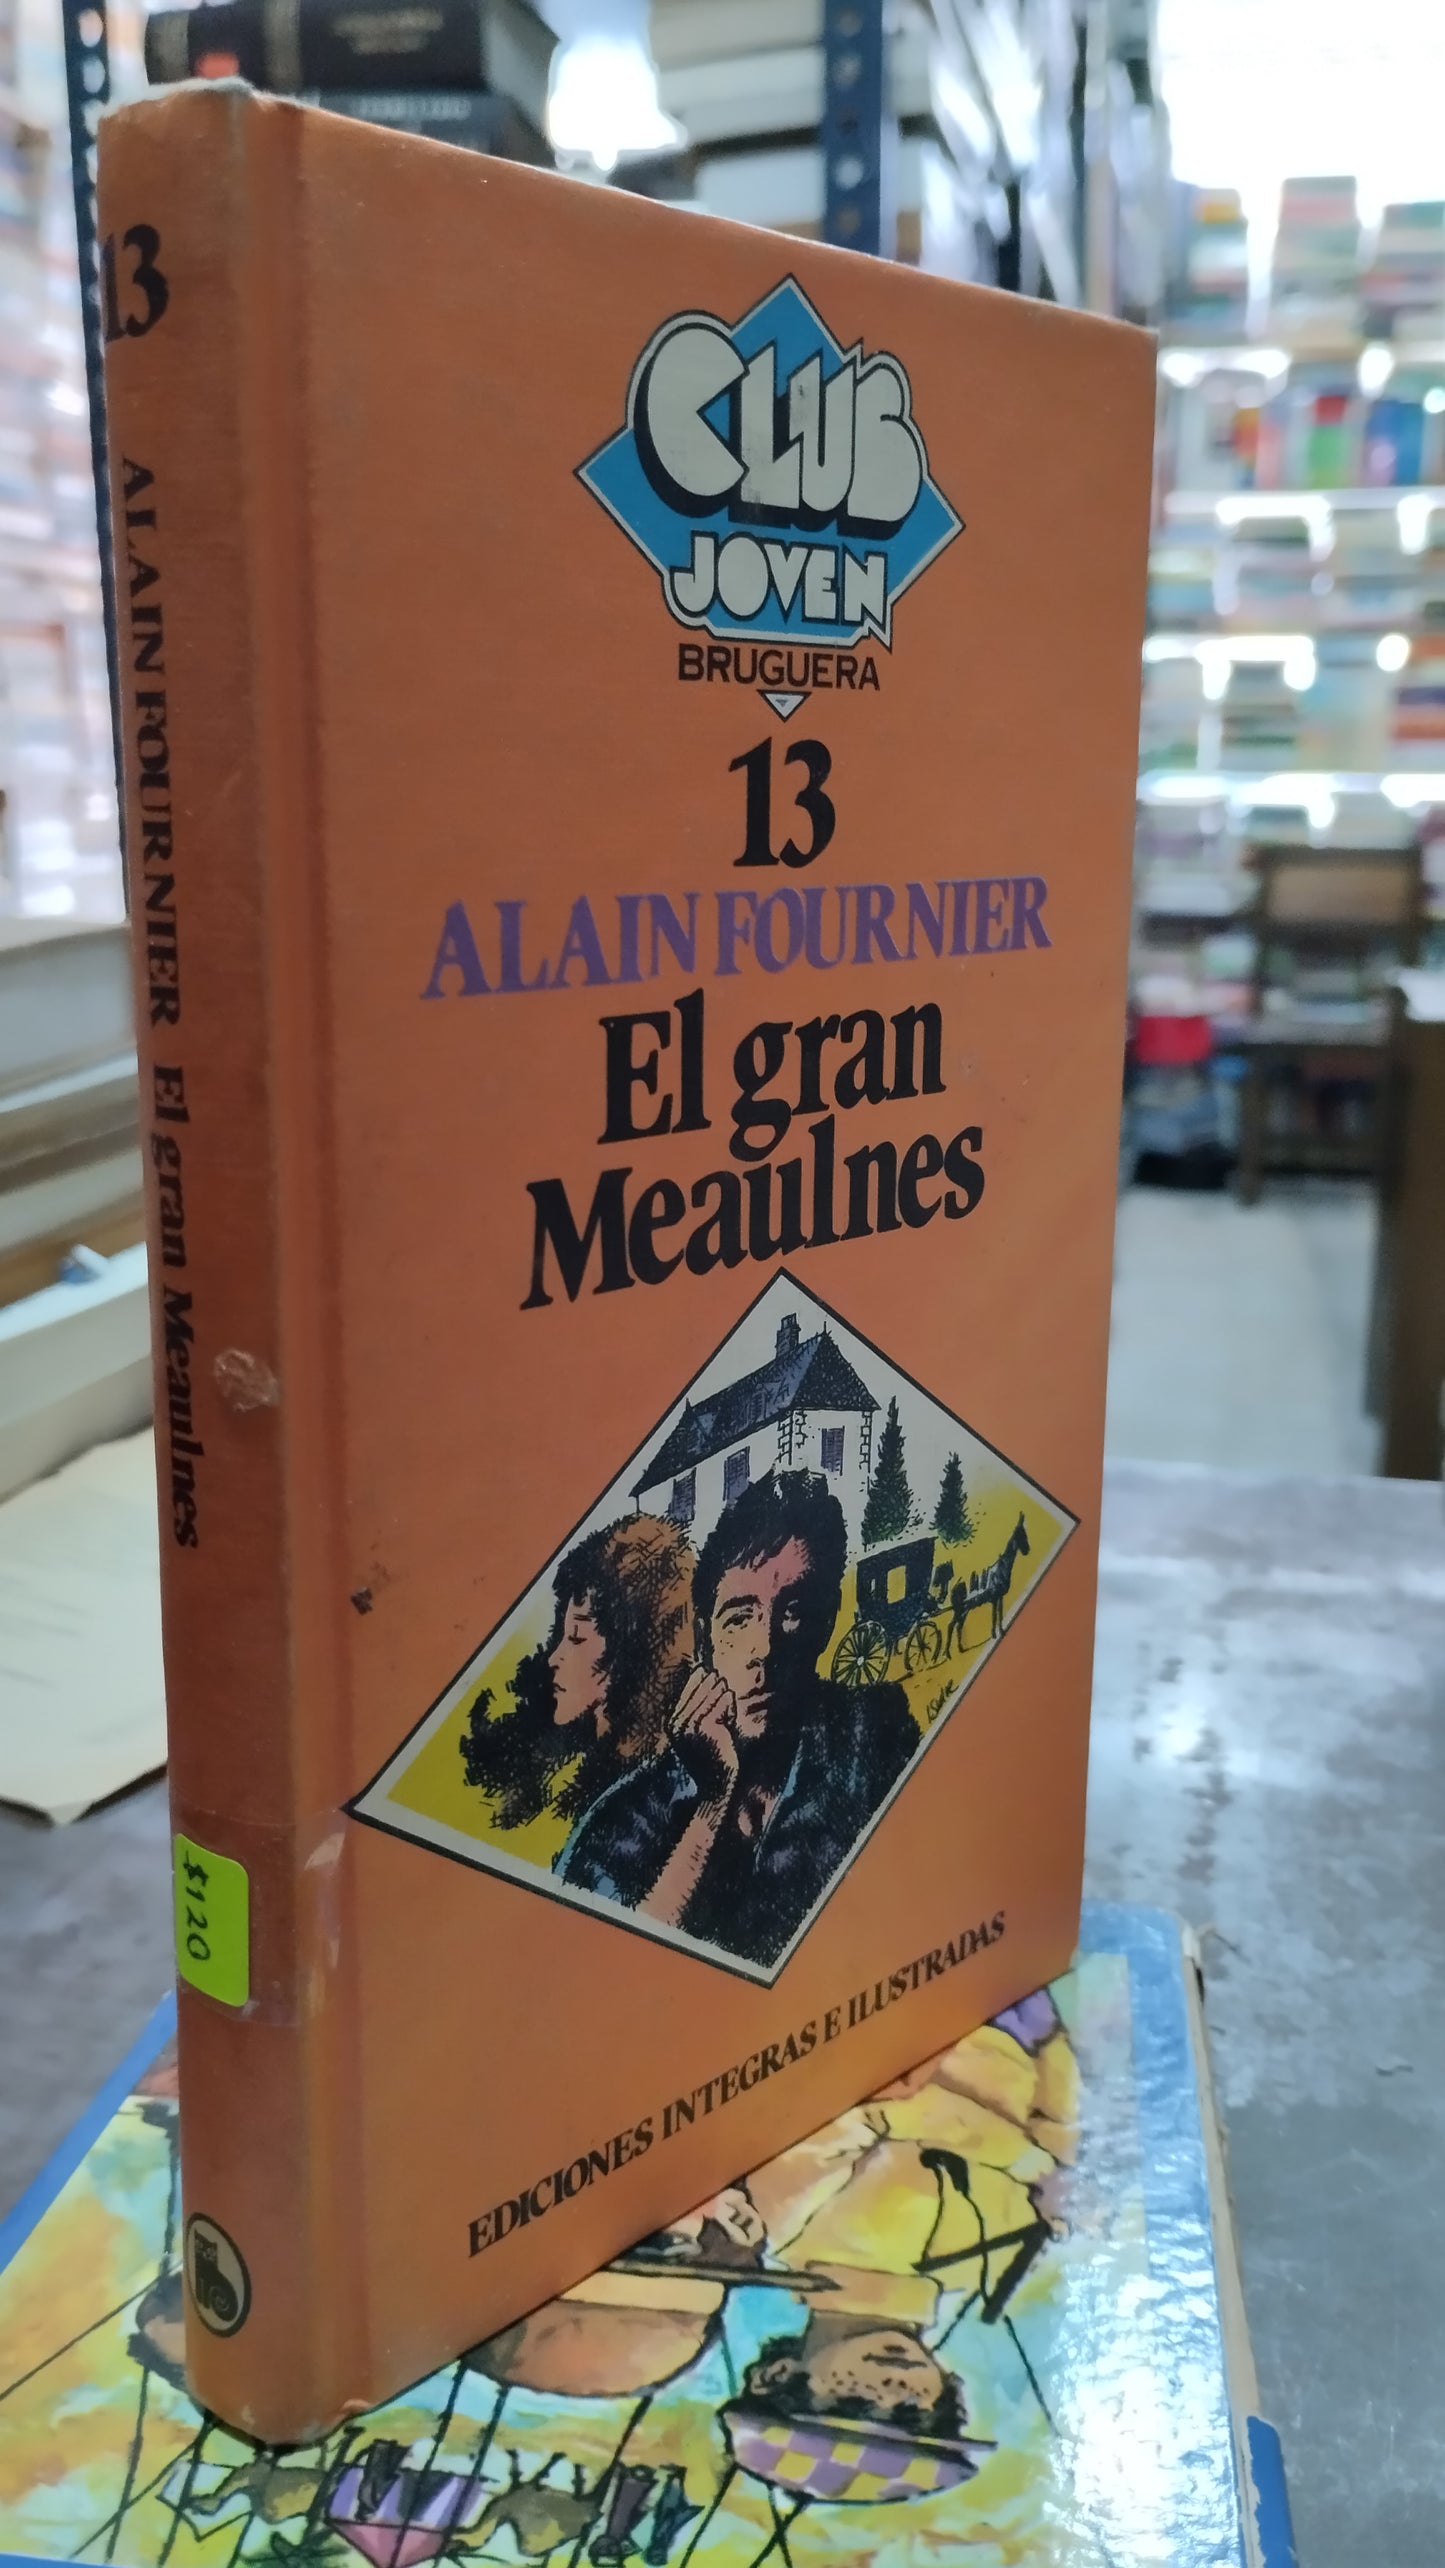 13
ALAIN FOURNIER El gran Meaulnes
$120
CLUB
JOVEN
BRUGUERA
13
ALAIN FOURNIER
El gran
Meaulnes
EDICIONES INTEGRAS E ILUSTRADAS